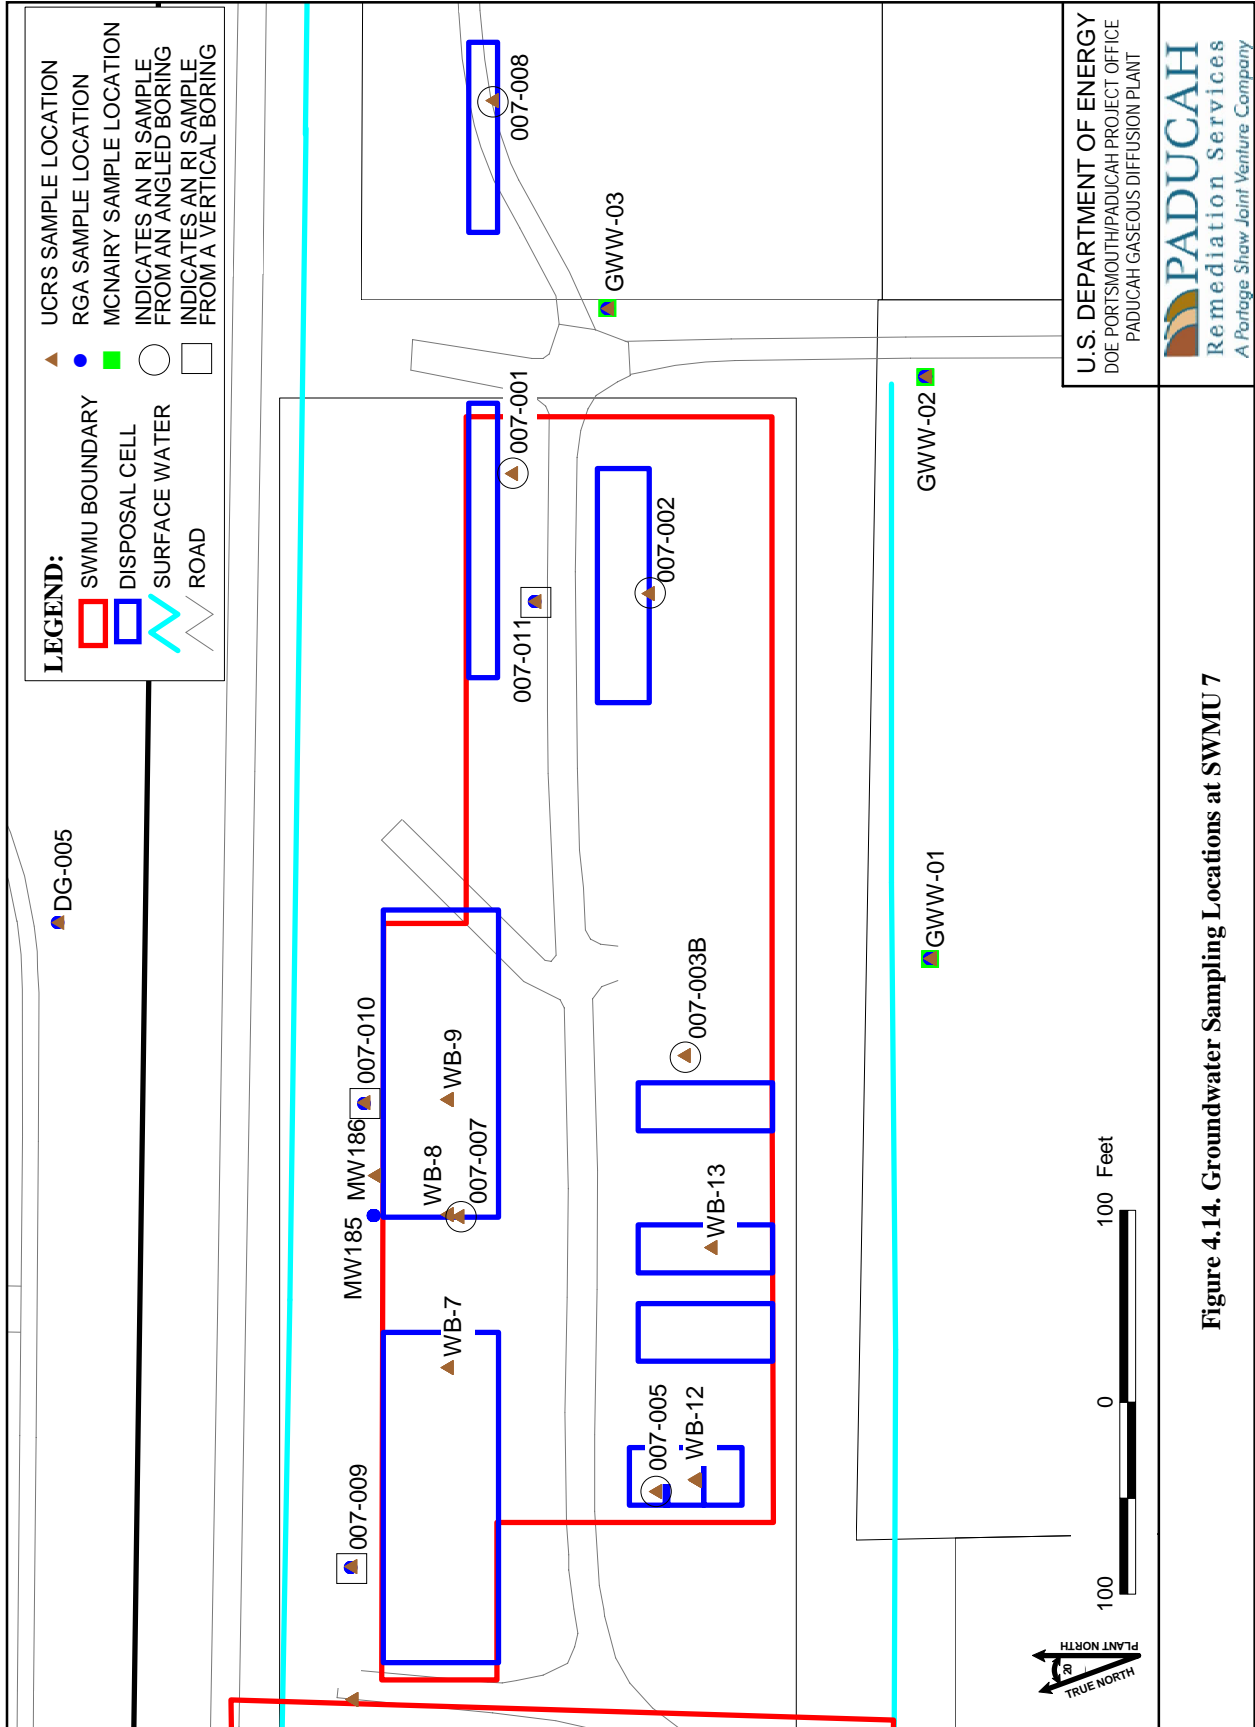 LEGEND:
SWMU BOUNDARY
DISPOSAL CELL
SURFACE WATER
ROAD
UCRS SAMPLE LOCATION
RGA SAMPLE LOCATION
MCNAIRY SAMPLE LOCATION
INDICATES AN RI SAMPLE
FROM AN ANGLED BORING
INDICATES AN RI SAMPLE
FROM A VERTICAL BORING
DG-005
007-009
MW185
MW186
007-010
WB-7
WB-8
007-007
WB-9
007-011
007-001
007-008
007-005
WB-12
WB-13
007-003B
007-002
GWW-03
GWW-01
GWW-02
TRUE NORTH
20
PLANT NORTH
100
0
100 Feet
U.S. DEPARTMENT OF ENERGY
DOE PORTSMOUTH/PADUCAH PROJECT OFFICE
PADUCAH GASEOUS DIFFUSION PLANT
PADUCAH
Remediation Services
A Portage Shaw Joint Venture Company
Figure 4.14. Groundwater Sampling Locations at SWMU 7